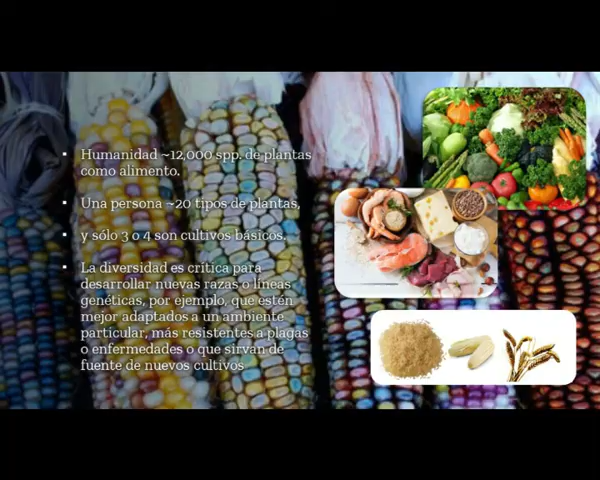 ▪ Humanidad ~12,000 spp. de plantas
como alimento.
▪ Una persona ~20 tipos de plantas,
▪ y sólo 3 o 4 son cultivos básicos.
▪ La diversidad es crítica para
desarrollar nuevas razas o líneas
genéticas, por ejemplo, que estén
mejor adaptados a un ambiente
particular, más resistentes a plagas
o enfermedades o que sirvan de
fuente de nuevos cultivos